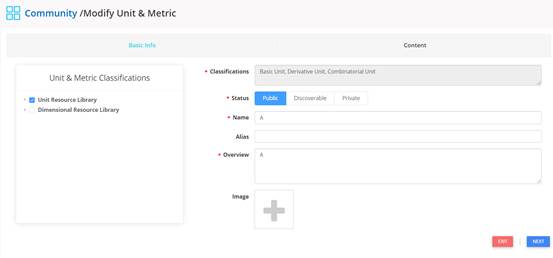 Community /Modify Unit & Metric
Basic Info
Content
Unit & Metric Classifications
Unit Resource Library
Dimensional Resource Library
* Classifications
Basic Unit, Derivative Unit, Combinatorial Unit
* Status
Public Discoverable Private
* Name
A
Alias
* Overview
A
Image
EXIT
NEXT